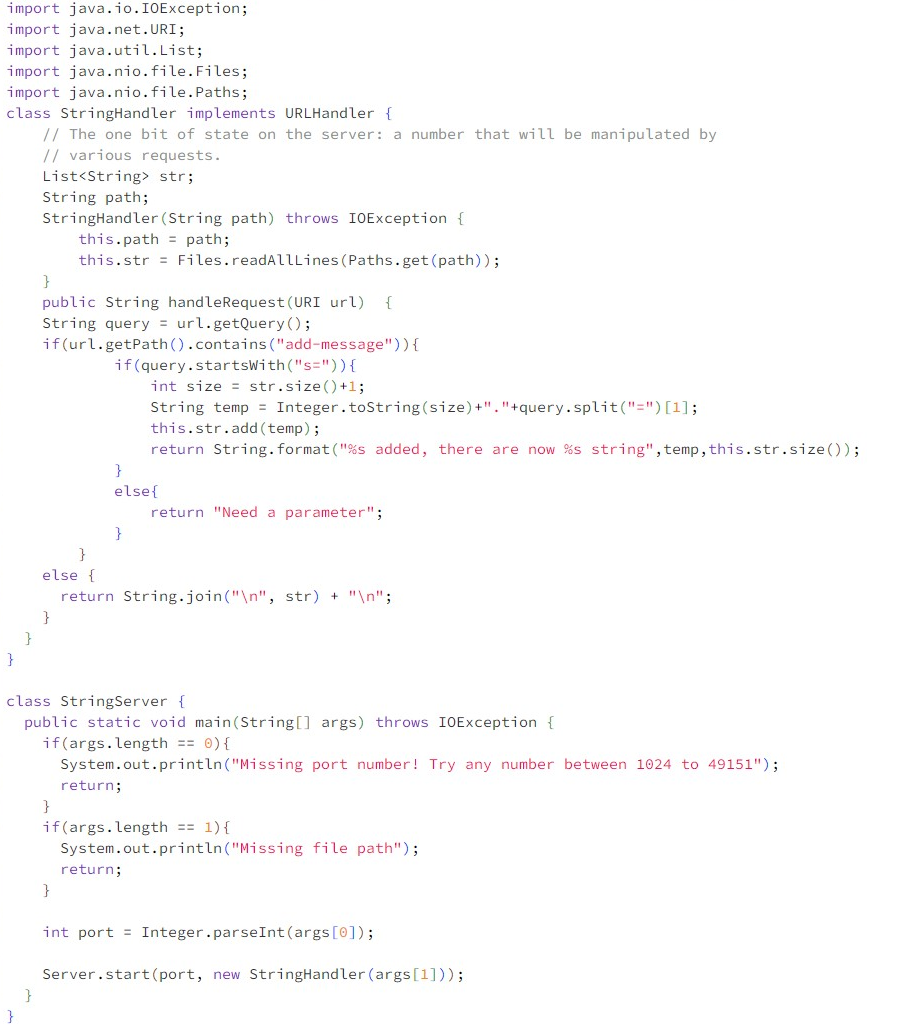 import java.io.IOException;
import java.net.URI;
import java.util.List;
import java.nio.file.Files;
import java.nio.file.Paths;
class StringHandler implements URLHandler {
    // The one bit of state on the server: a number that will be manipulated by
    // various requests.
    List<String> str;
    String path;
    StringHandler(String path) throws IOException {
        this.path = path;
        this.str = Files.readAllLines(Paths.get(path));
    }
    public String handleRequest(URI url)  {
    String query = url.getQuery();
    if(url.getPath().contains("add-message")){
            if(query.startsWith("s=")){
                int size = str.size()+1;
                String temp = Integer.toString(size)+"."+query.split("=")[1];
                this.str.add(temp);
                return String.format("%s added, there are now %s string",temp,this.str.size());
            }
            else{
                return "Need a parameter";
            }
        }
    else {
      return String.join("\n", str) + "\n";
    }
  }
}

class StringServer {
  public static void main(String[] args) throws IOException {
    if(args.length == 0){
      System.out.println("Missing port number! Try any number between 1024 to 49151");
      return;
    }
    if(args.length == 1){
      System.out.println("Missing file path");
      return;
    }

    int port = Integer.parseInt(args[0]);

    Server.start(port, new StringHandler(args[1]));
  }
}